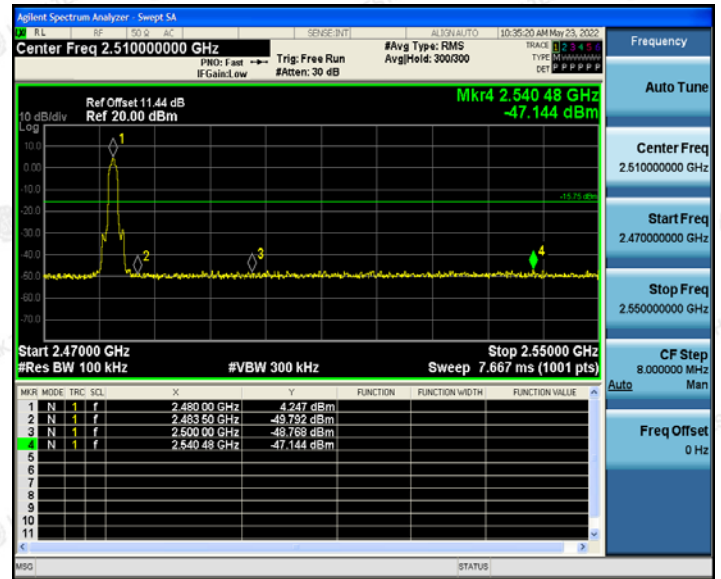 Agilent Spectrum Analyzer - Swept SA
RL RF 50 Ω AC SENSE:INT ALIGN AUTO 10:35:20 AM May 23, 2022
Center Freq 2.510000000 GHz
PNO: Fast
IFGain:Low
Trig: Free Run
#Atten: 30 dB
#Avg Type: RMS
Avg|Hold: 300/300
TRACE 1 2 3 4 5 6
TYPE M
DET P P P P P P
Ref Offset 11.44 dB
10 dB/div Ref 20.00 dBm
Log
Mkr4 2.540 48 GHz
-47.144 dBm
10.0
0.00
-10.0
-20.0
-30.0
-40.0
-50.0
-60.0
-70.0
1
2
3
4
-15.75 dBm
Start 2.47000 GHz Stop 2.55000 GHz
#Res BW 100 kHz #VBW 300 kHz Sweep 7.667 ms (1001 pts)
MKR MODE TRC SCL X Y FUNCTION FUNCTION WIDTH FUNCTION VALUE
1 N 1 f 2.480 00 GHz 4.247 dBm
2 N 1 f 2.483 50 GHz -49.792 dBm
3 N 1 f 2.500 00 GHz -48.768 dBm
4 N 1 f 2.540 48 GHz -47.144 dBm
5
6
7
8
9
10
11
MSG STATUS
Frequency
Auto Tune
Center Freq
2.510000000 GHz
Start Freq
2.470000000 GHz
Stop Freq
2.550000000 GHz
CF Step
8.000000 MHz
Auto Man
Freq Offset
0 Hz